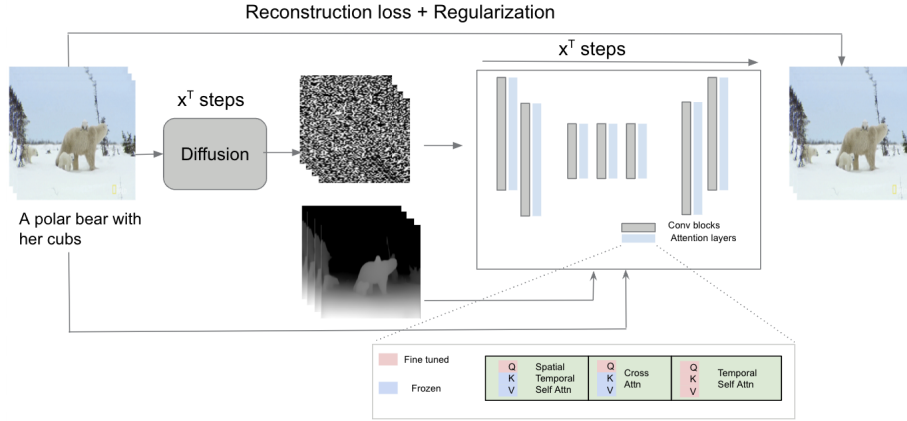 Reconstruction loss + Regularization
x^T steps
x^T steps
Diffusion
A polar bear with
her cubs
Conv blocks
Attention layers
Fine tuned
Frozen
Q Spatial
K Temporal
V Self Attn
Q
K Cross
V Attn
Q Temporal
K Self Attn
V